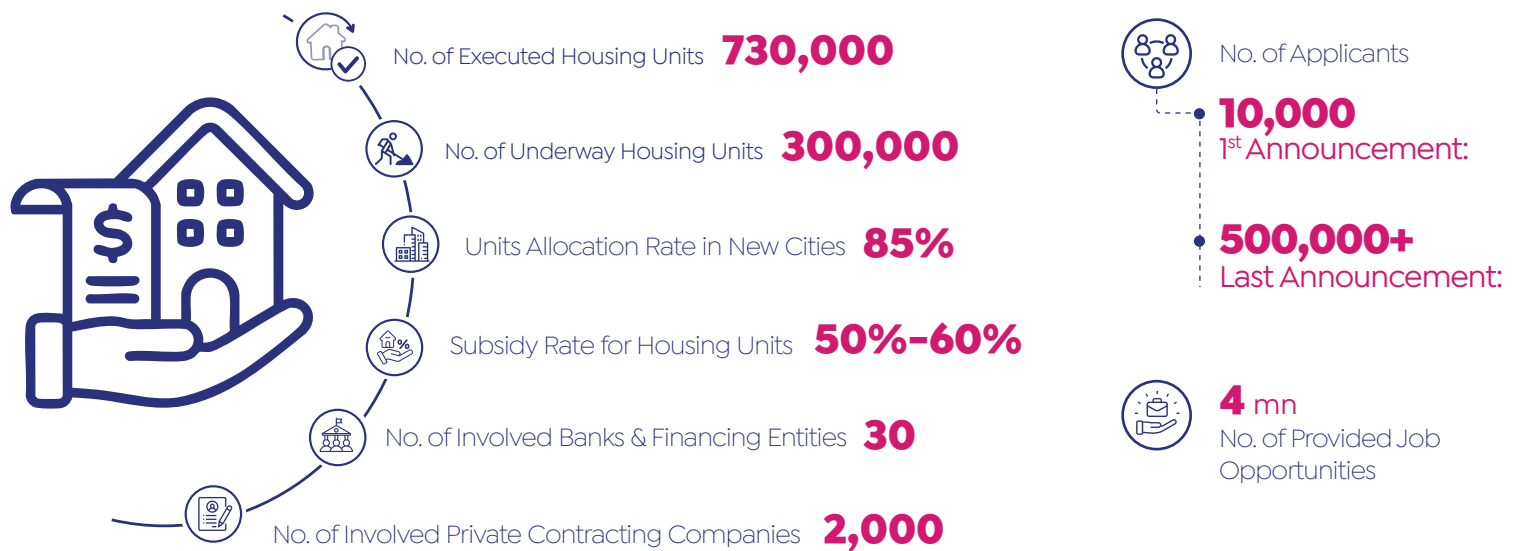 No. of Executed Housing Units 730,000
No. of Underway Housing Units 300,000
Units Allocation Rate in New Cities 85%
Subsidy Rate for Housing Units 50%-60%
No. of Involved Banks & Financing Entities 30
No. of Involved Private Contracting Companies 2,000
No. of Applicants
10,000
1st Announcement:
500,000+
Last Announcement:
4 mn
No. of Provided Job
Opportunities
$
%